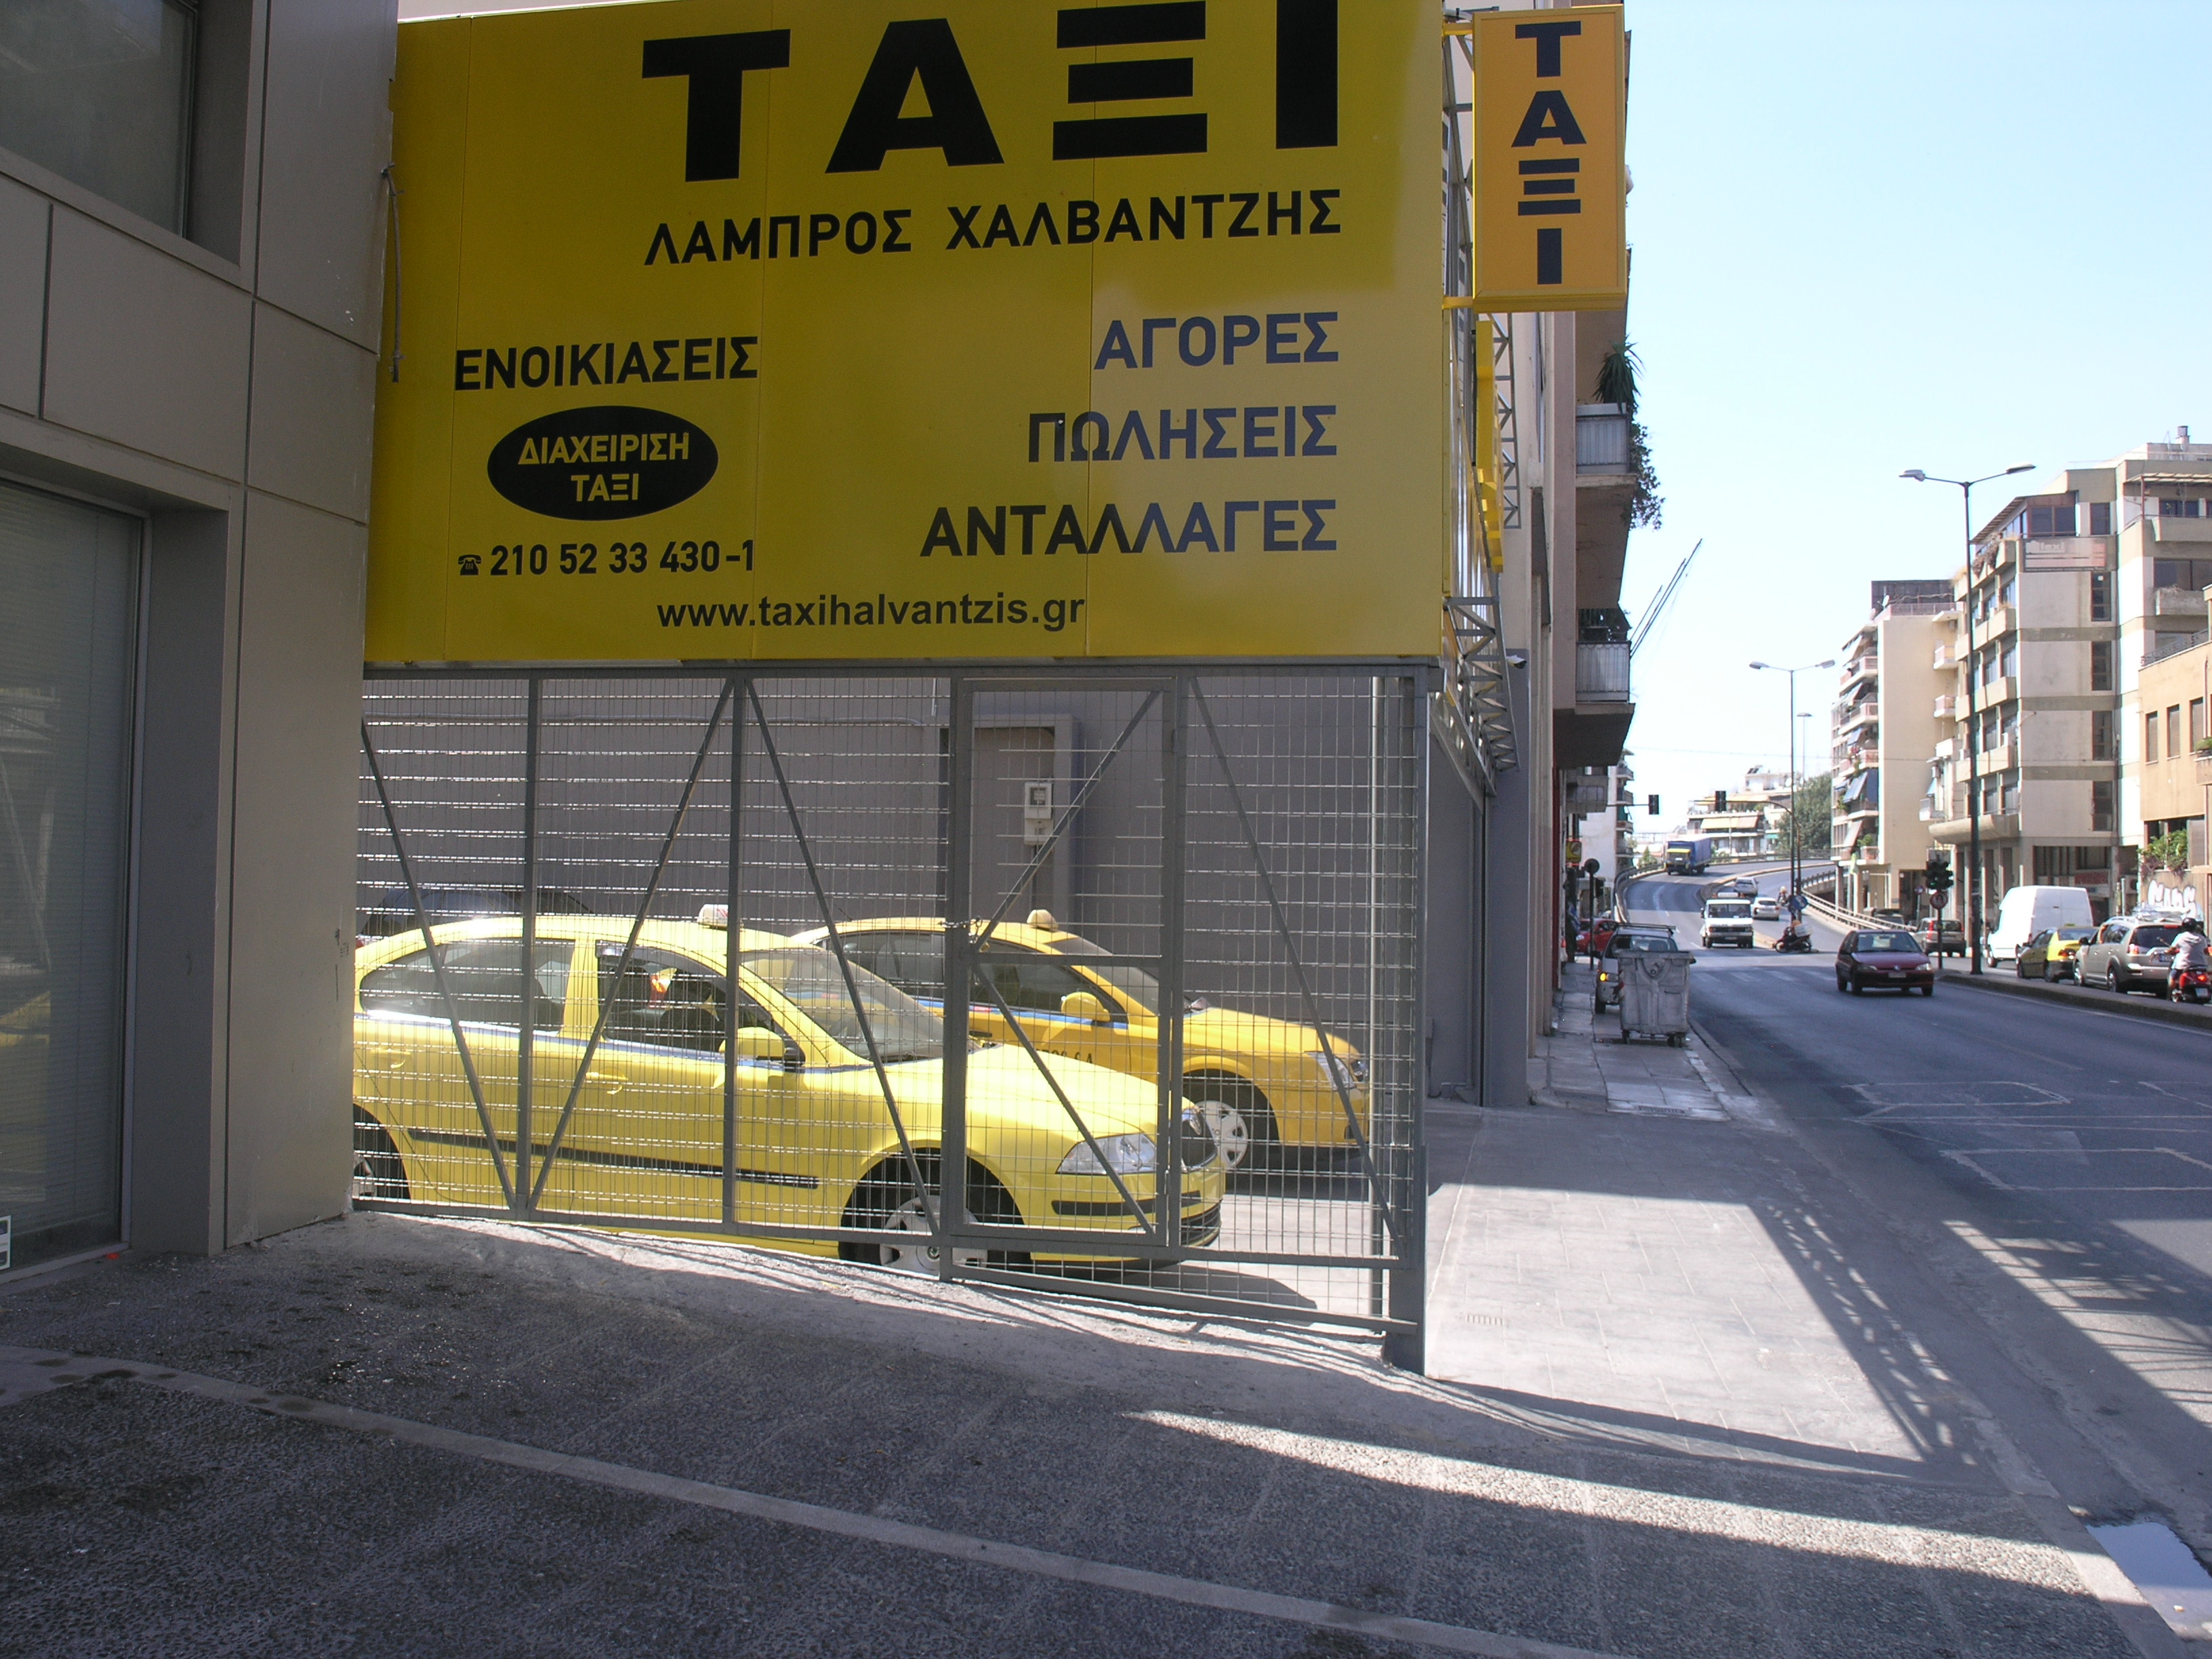 ΤΑΞΙ
ΛΑΜΠΡΟΣ ΧΑΛΒΑΝΤΖΗΣ
ΕΝΟΙΚΙΑΣΕΙΣ
ΔΙΑΧΕΙΡΙΣΗ
ΤΑΞΙ
☎ 210 52 33 430-1
ΑΓΟΡΕΣ
ΠΩΛΗΣΕΙΣ
ΑΝΤΑΛΛΑΓΕΣ
www.taxihalvantzis.gr
ΤΑΞΙ